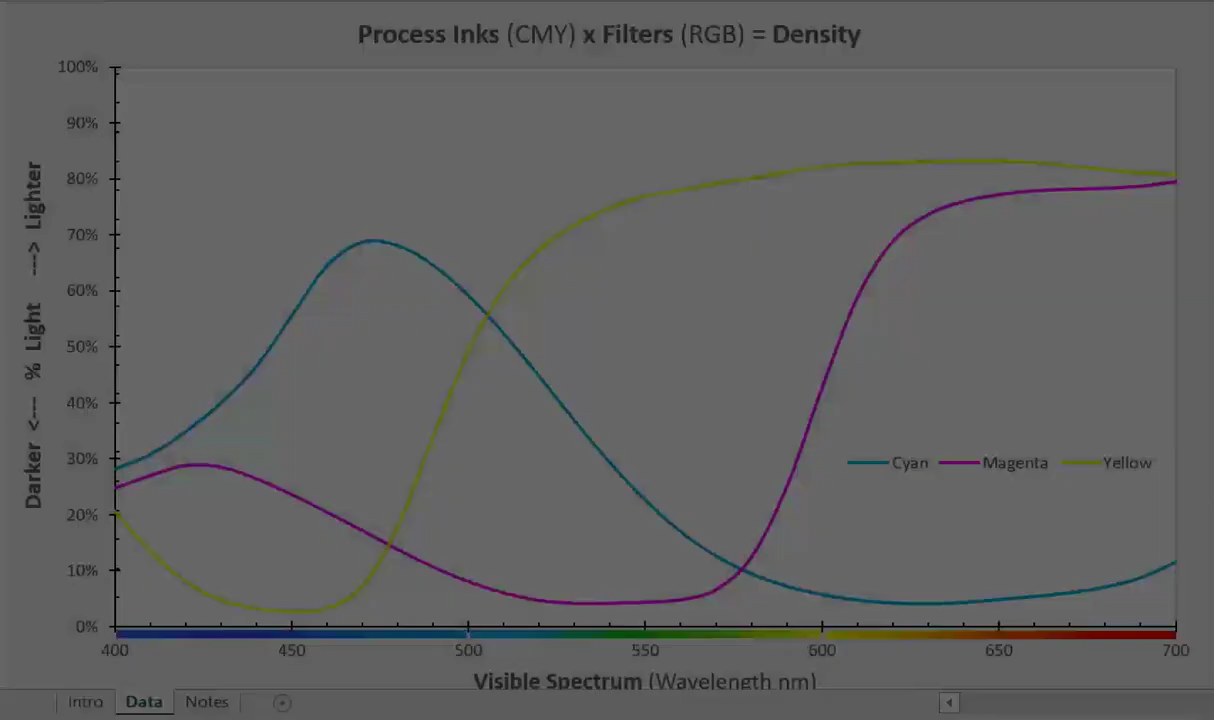 Process Inks (CMY) x Filters (RGB) = Density
100%
90%
80%
70%
60%
50%
40%
30%
20%
10%
0%
Darker <--- % Light ---> Lighter
Cyan Magenta Yellow
400 450 500 550 600 650 700
Visible Spectrum (Wavelength nm)
Intro Data Notes